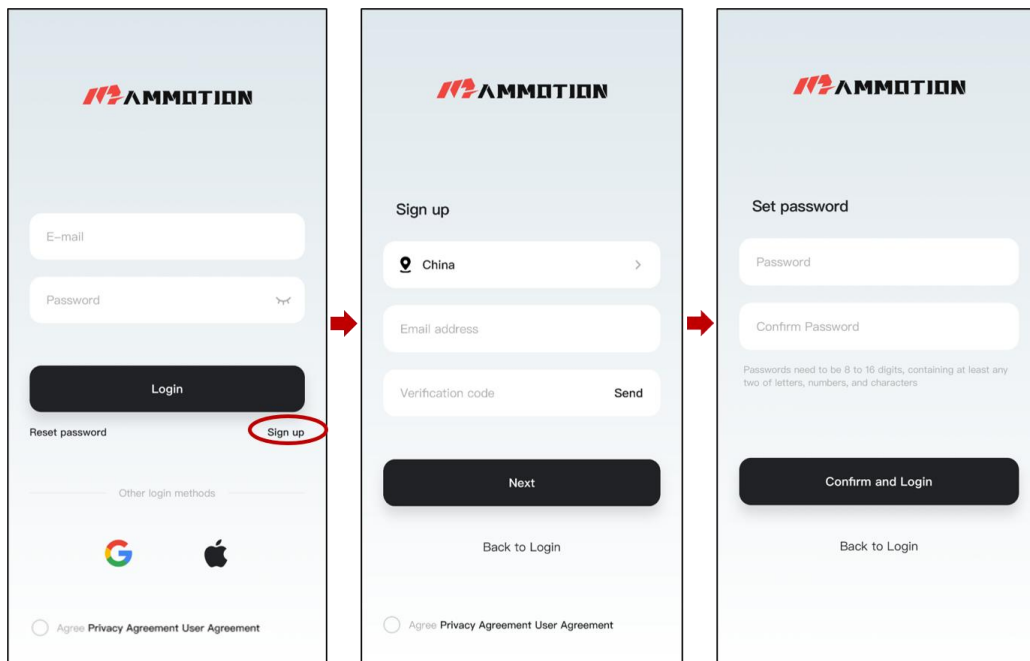 MAMMOTION
E-mail
Password
Login
Reset password
Sign up
Other login methods
Agree Privacy Agreement User Agreement
MAMMOTION
Sign up
China
Email address
Verification code
Send
Next
Back to Login
Agree Privacy Agreement User Agreement
MAMMOTION
Set password
Password
Confirm Password
Passwords need to be 8 to 16 digits, containing at least any
two of letters, numbers, and characters
Confirm and Login
Back to Login